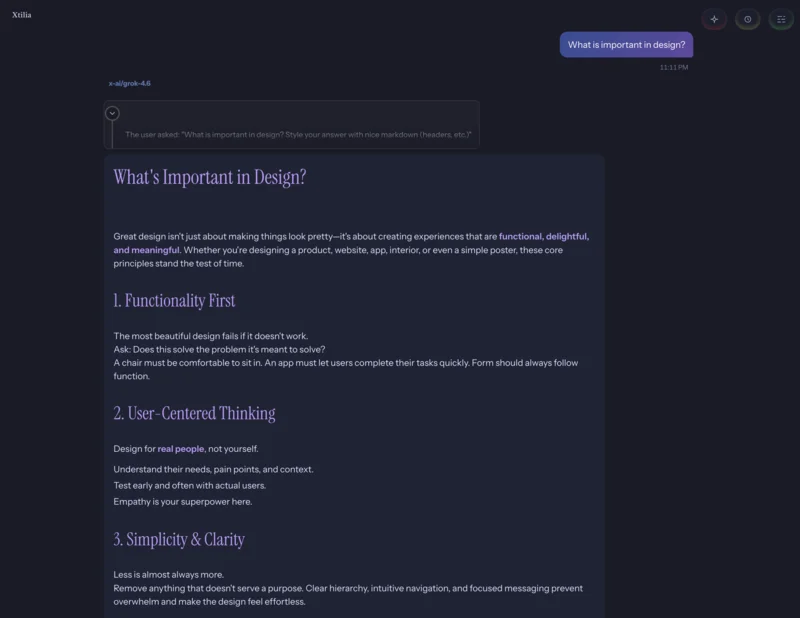 Xtilia
What is important in design?
11:11 PM
x-ai/grok-4.6
The user asked: "What is important in design? Style your answer with nice markdown (headers, etc.)"
What's Important in Design?
Great design isn't just about making things look pretty—it's about creating experiences that are functional, delightful,
and meaningful. Whether you're designing a product, website, app, interior, or even a simple poster, these core
principles stand the test of time.
1. Functionality First
The most beautiful design fails if it doesn't work.
Ask: Does this solve the problem it's meant to solve?
A chair must be comfortable to sit in. An app must let users complete their tasks quickly. Form should always follow
function.
2. User-Centered Thinking
Design for real people, not yourself.
Understand their needs, pain points, and context.
Test early and often with actual users.
Empathy is your superpower here.
3. Simplicity & Clarity
Less is almost always more.
Remove anything that doesn't serve a purpose. Clear hierarchy, intuitive navigation, and focused messaging prevent
overwhelm and make the design feel effortless.